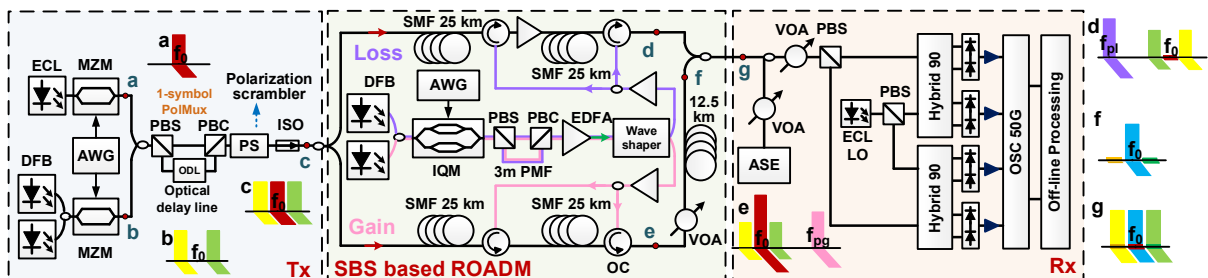 a
f0
ECL
MZM
a
Polarization
scrambler
1-symbol
PolMux
PBS
PBC
ISO
AWG
PS
c
DFB
ODL
Optical
delay line
c
f0
MZM
b
b
f0
Tx
SMF 25 km
Loss
SMF 25 km
d
DFB
AWG
PBS
PBC
EDFA
Wave
shaper
IQM
3m PMF
f
12.5
km
SMF 25 km
SMF 25 km
Gain
e
VOA
OC
SBS based ROADM
g
VOA
PBS
VOA
ASE
ECL
LO
PBS
Hybrid 90
Hybrid 90
OSC 50G
Off-line Processing
e
f0
fpg
Rx
d
fpl
f0
f
f0
g
f0